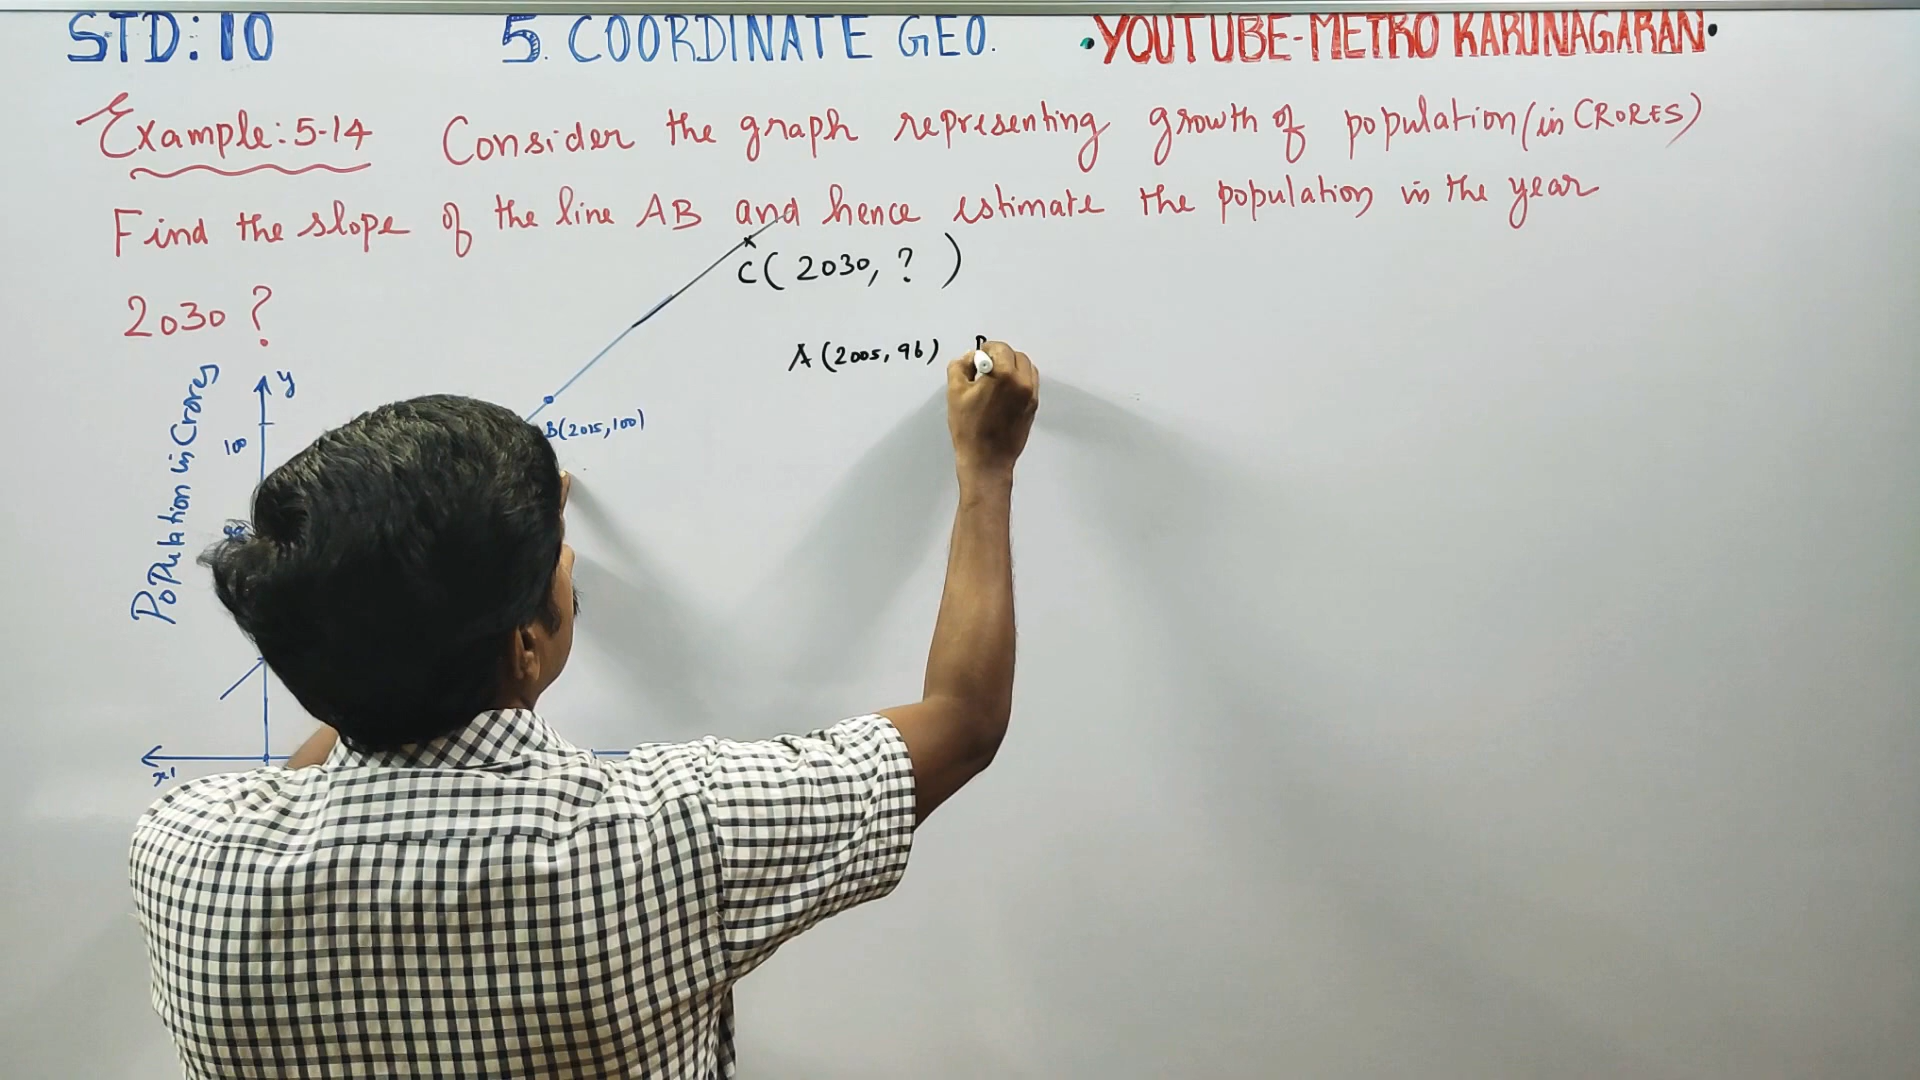 STD: 10 5. COORDINATE GEO. •YOUTUBE-METRO KARUNAGARAN•
Example: 5-14 Consider the graph representing growth of population (in CRORES)
Find the slope of the line AB and hence estimate the population in the year
2030 ?
C ( 2030, ? )
A (2005, 96)
Population in Crores
y
100
B(2015,100)
x1